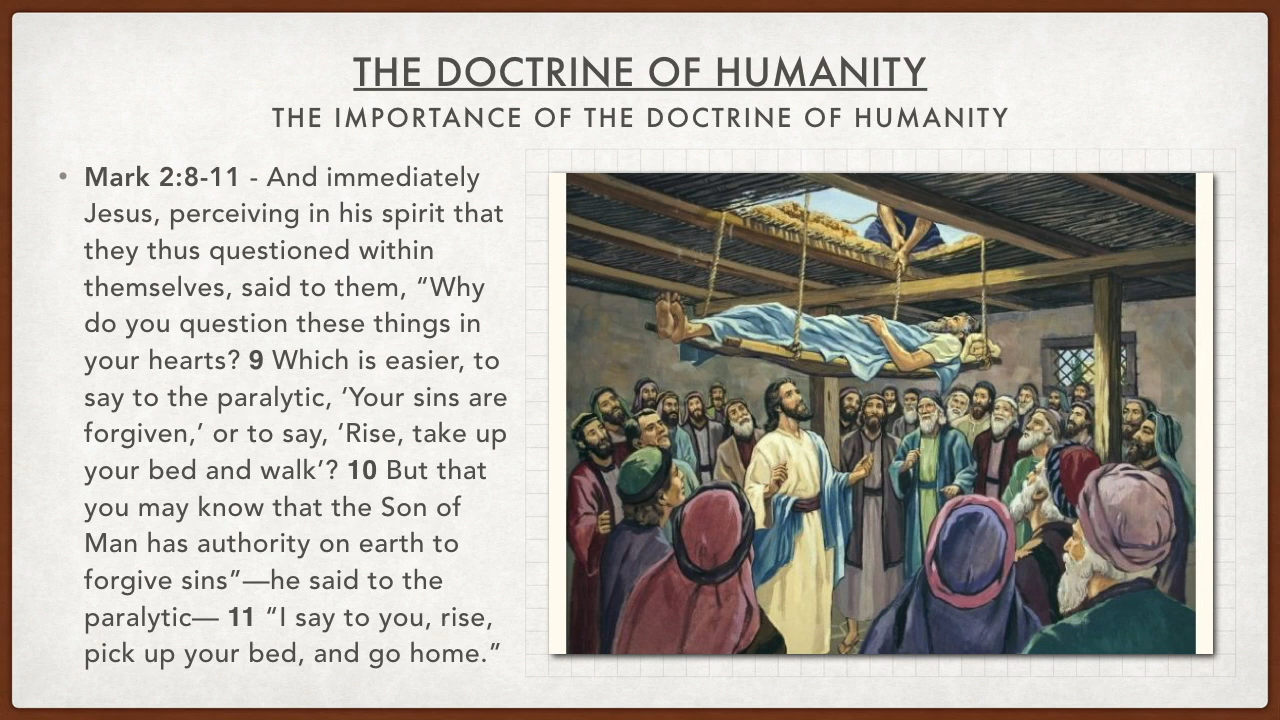 THE DOCTRINE OF HUMANITY
THE IMPORTANCE OF THE DOCTRINE OF HUMANITY
• Mark 2:8-11 - And immediately
Jesus, perceiving in his spirit that
they thus questioned within
themselves, said to them, “Why
do you question these things in
your hearts? 9 Which is easier, to
say to the paralytic, ‘Your sins are
forgiven,’ or to say, ‘Rise, take up
your bed and walk’? 10 But that
you may know that the Son of
Man has authority on earth to
forgive sins”—he said to the
paralytic— 11 “I say to you, rise,
pick up your bed, and go home.”